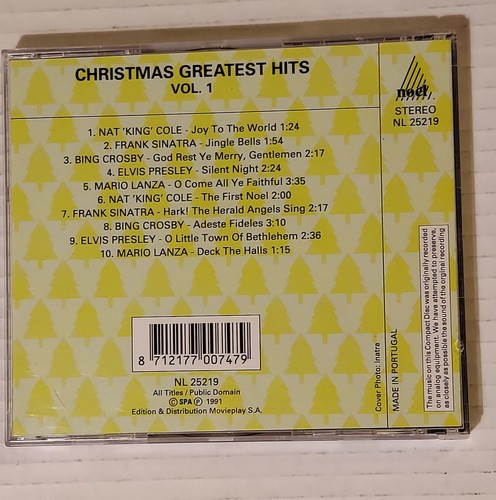 CHRISTMAS GREATEST HITS
VOL. 1
noel
STEREO
NL 25219
1. NAT 'KING' COLE - Joy To The World 1:24
2. FRANK SINATRA - Jingle Bells 1:54
3. BING CROSBY - God Rest Ye Merry, Gentlemen 2:17
4. ELVIS PRESLEY - Silent Night 2:24
5. MARIO LANZA - O Come All Ye Faithful 3:35
6. NAT 'KING' COLE - The First Noel 2:00
7. FRANK SINATRA - Hark! The Herald Angels Sing 2:17
8. BING CROSBY - Adeste Fideles 3:10
9. ELVIS PRESLEY - O Little Town Of Bethlehem 2:36
10. MARIO LANZA - Deck The Halls 1:15
8 712177 007479
NL 25219
All Titles / Public Domain
© SPA ℗ 1991
Edition & Distribution Movieplay S.A.
Cover Photo: Inatra
MADE IN PORTUGAL
The music on this Compact Disc was originally recorded
on analog equipment. We have attempted to preserve,
as closely as possible the sound of the orginal recording